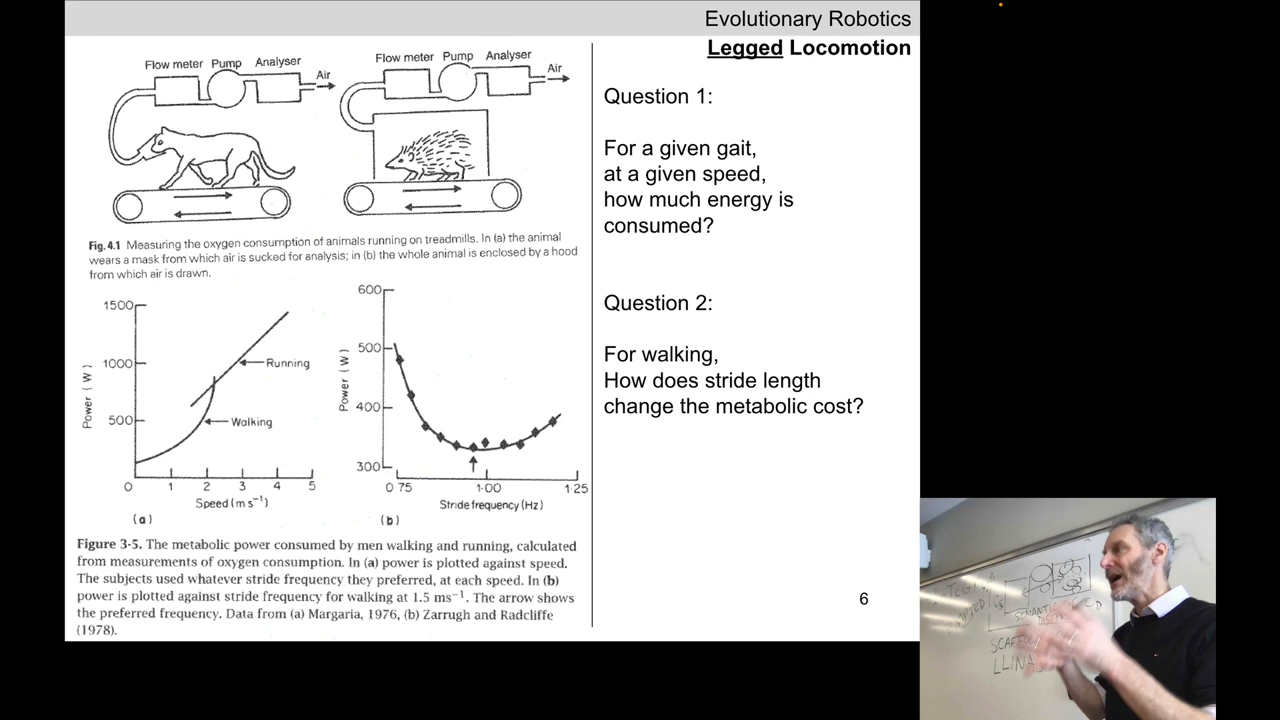 Evolutionary Robotics
Legged Locomotion
Flow meter Pump Analyser
Air
Flow meter Pump Analyser
Air
Fig. 4.1 Measuring the oxygen consumption of animals running on treadmills. In (a) the animal
wears a mask from which air is sucked for analysis; in (b) the whole animal is enclosed by a hood
from which air is drawn.
1500
1000
500
Power (W)
Running
Walking
0 1 2 3 4 5
Speed (m s⁻¹)
(a)
600
500
400
300
Power (W)
0·75 1·00 1·25
Stride frequency (Hz)
(b)
Figure 3-5. The metabolic power consumed by men walking and running, calculated
from measurements of oxygen consumption. In (a) power is plotted against speed.
The subjects used whatever stride frequency they preferred, at each speed. In (b)
power is plotted against stride frequency for walking at 1.5 ms⁻¹. The arrow shows
the preferred frequency. Data from (a) Margaria, 1976, (b) Zarrugh and Radcliffe
(1978).
Question 1:
For a given gait,
at a given speed,
how much energy is
consumed?
Question 2:
For walking,
How does stride length
change the metabolic cost?
6
SEMANTIC